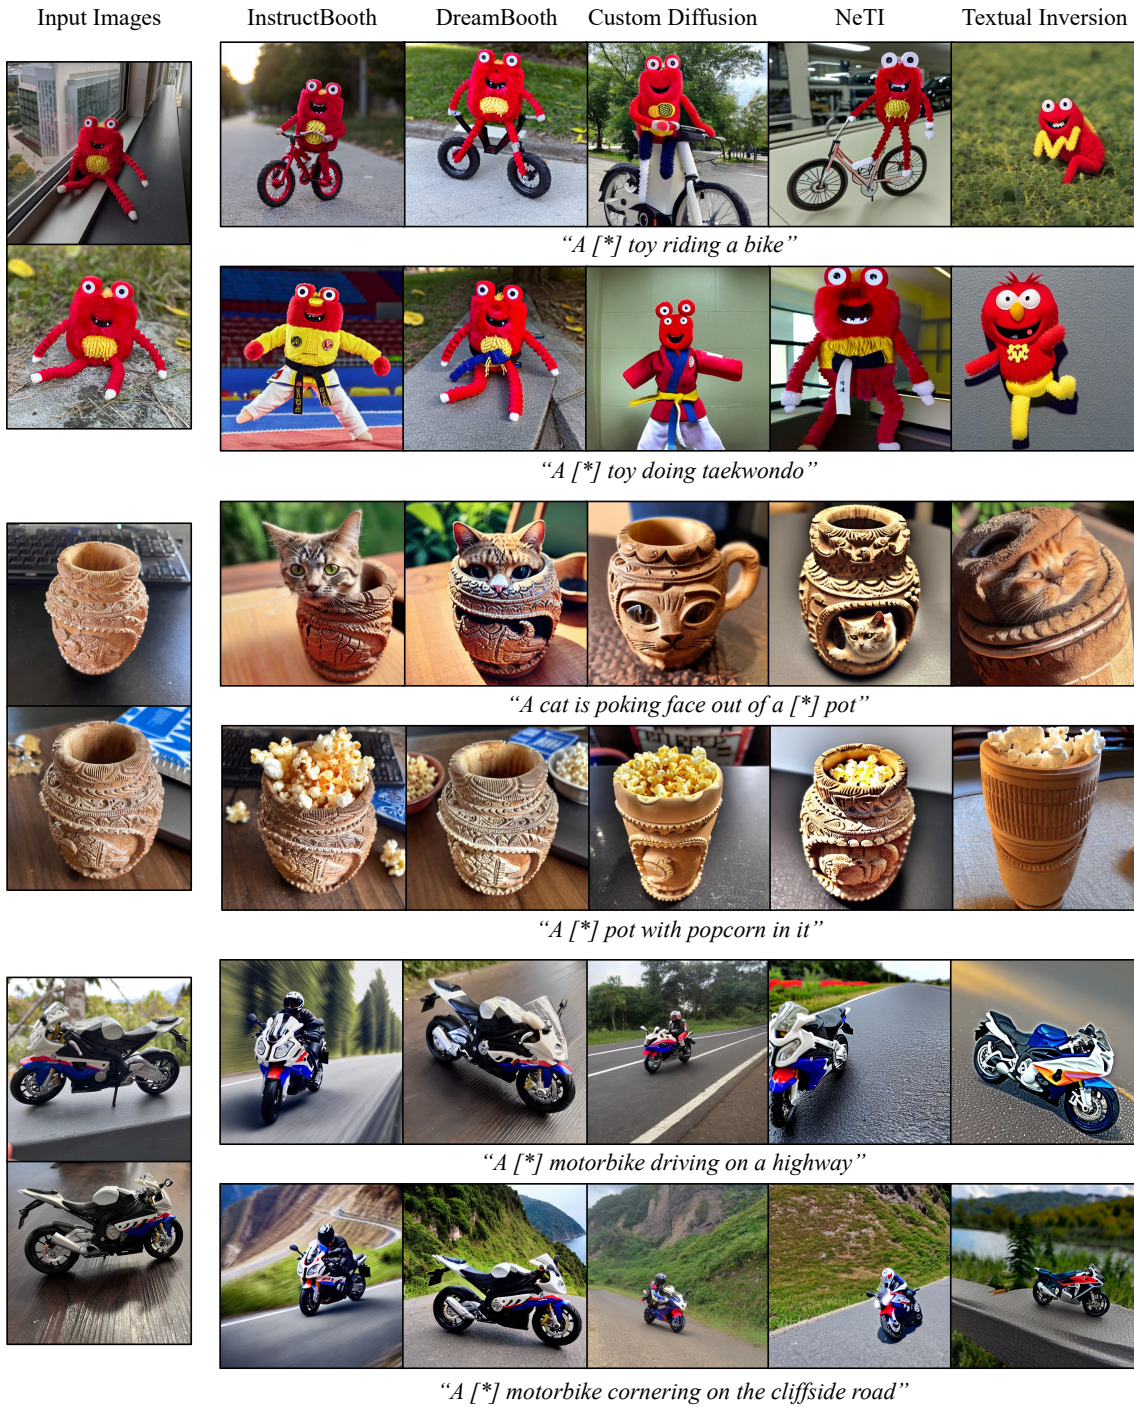 Input Images InstructBooth DreamBooth Custom Diffusion NeTI Textual Inversion
“A [*] toy riding a bike”
“A [*] toy doing taekwondo”
“A cat is poking face out of a [*] pot”
“A [*] pot with popcorn in it”
“A [*] motorbike driving on a highway”
“A [*] motorbike cornering on the cliffside road”